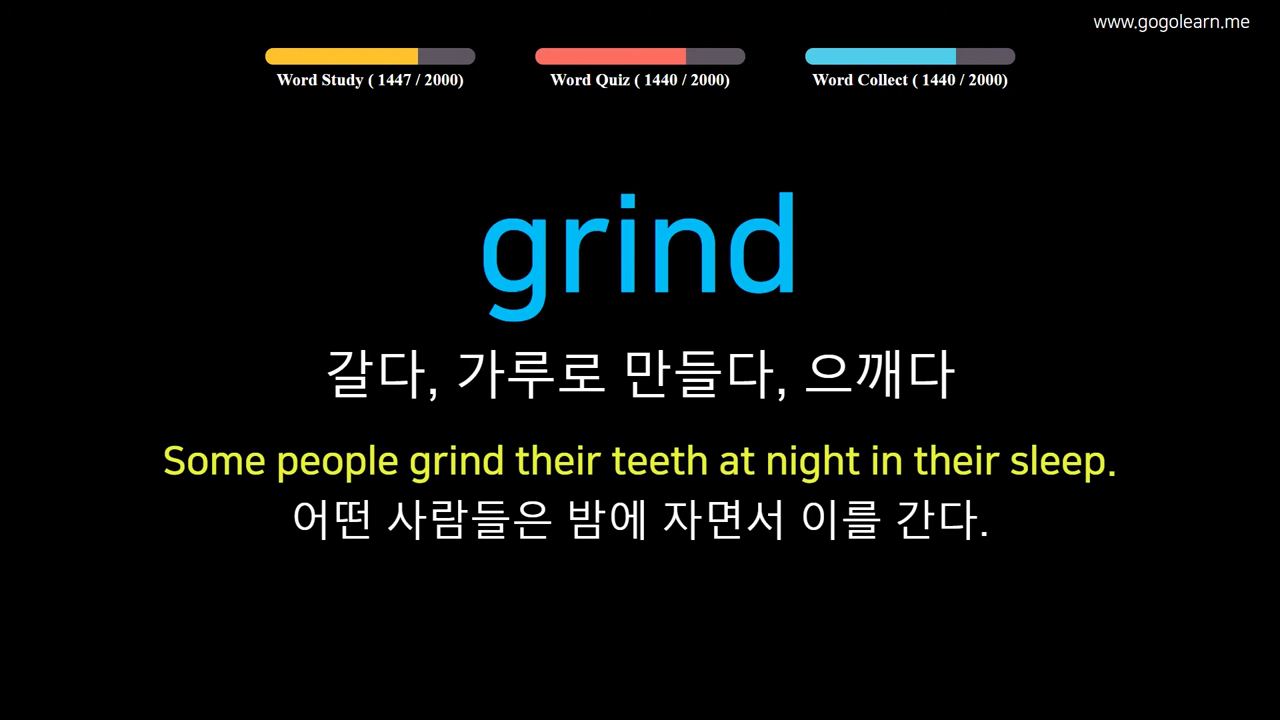 www.gogolearn.me
Word Study ( 1447 / 2000)
Word Quiz ( 1440 / 2000)
Word Collect ( 1440 / 2000)
grind
갈다, 가루로 만들다, 으깨다
Some people grind their teeth at night in their sleep.
어떤 사람들은 밤에 자면서 이를 간다.